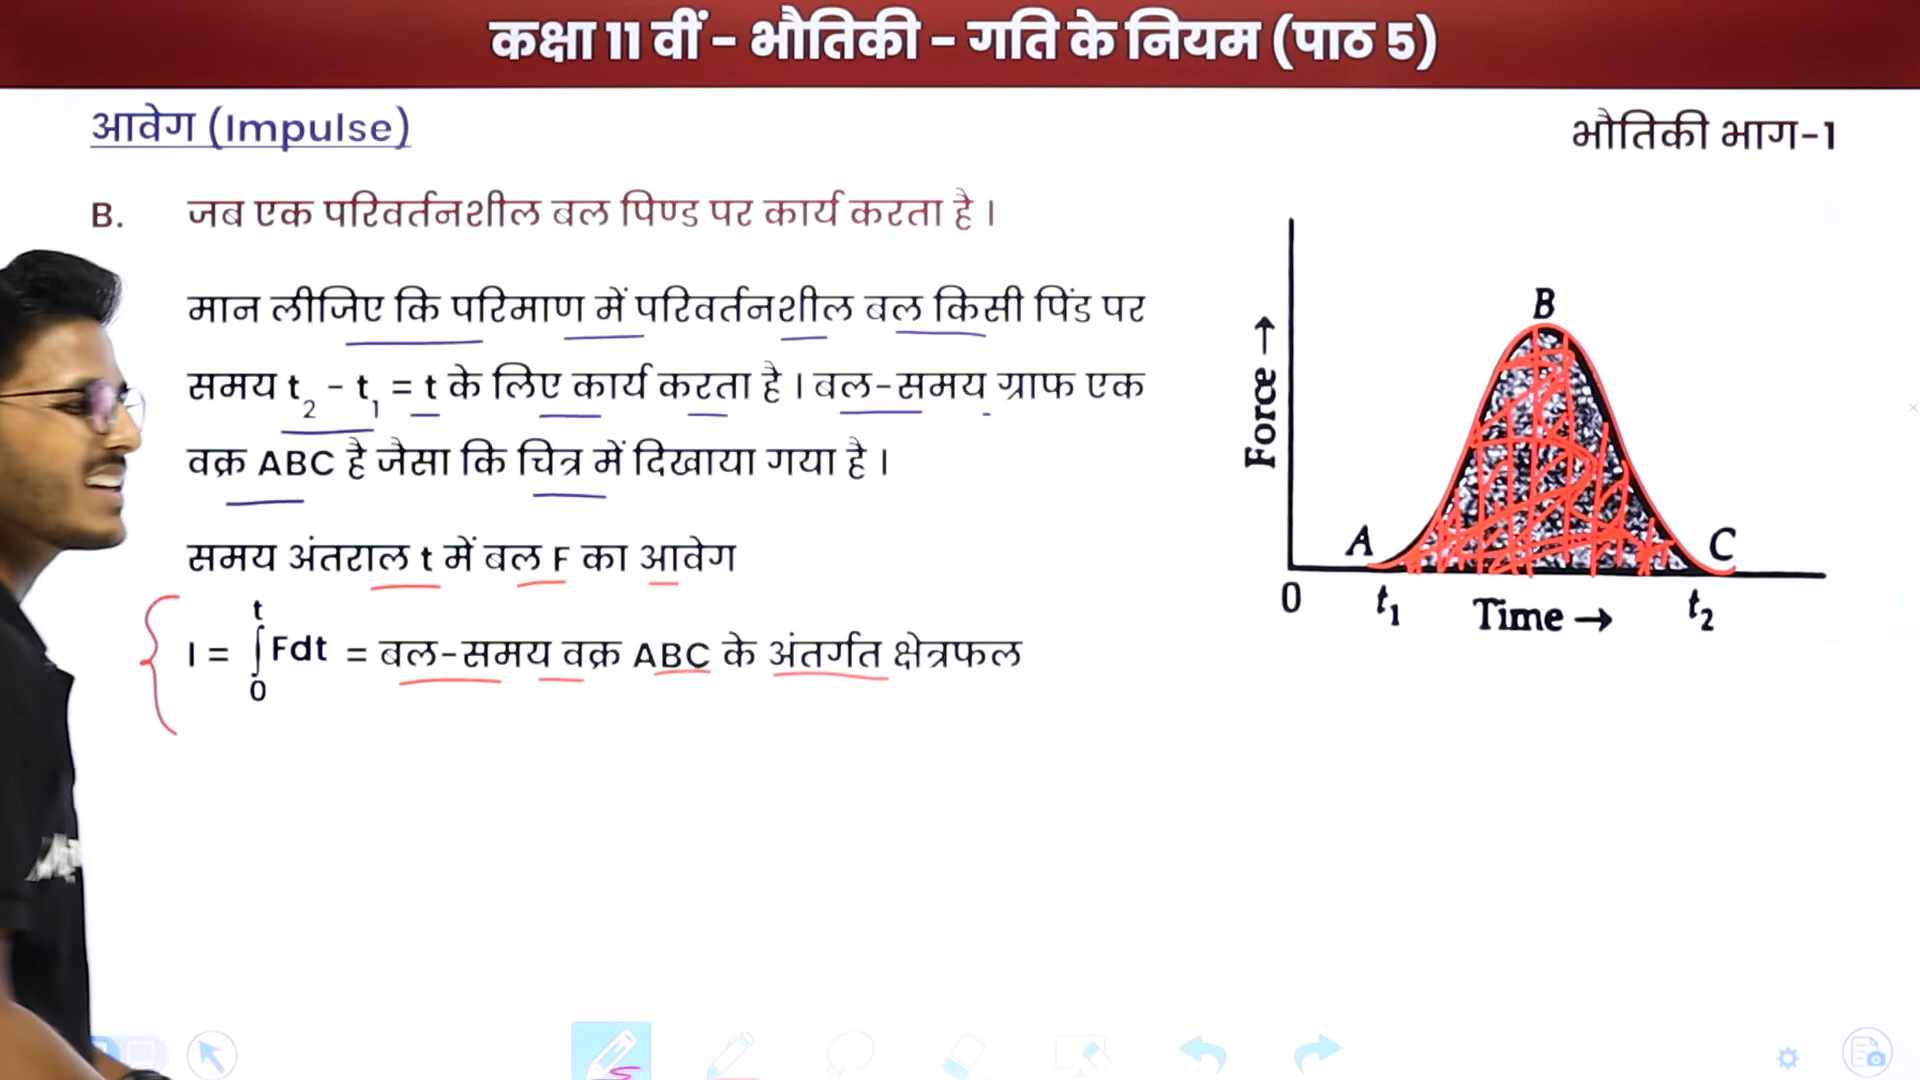 कक्षा 11 वीं - भौतिकी - गति के नियम (पाठ 5)
आवेग (Impulse)
भौतिकी भाग-1
B. जब एक परिवर्तनशील बल पिण्ड पर कार्य करता है ।
मान लीजिए कि परिमाण में परिवर्तनशील बल किसी पिंड पर
समय t₂ - t₁ = t के लिए कार्य करता है । बल-समय ग्राफ एक
वक्र ABC है जैसा कि चित्र में दिखाया गया है ।
समय अंतराल t में बल F का आवेग
I = ∫₀ᵗ Fdt = बल-समय वक्र ABC के अंतर्गत क्षेत्रफल
Force →
B
A
C
0 t₁ Time → t₂